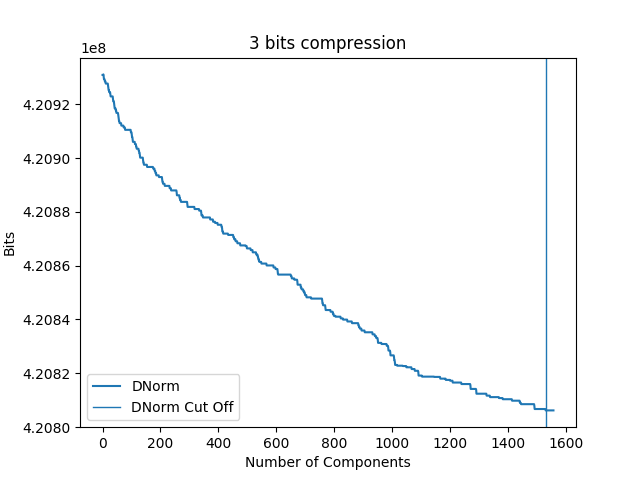 3 bits compression
1e8
4.2092
4.2090
4.2088
4.2086
4.2084
4.2082
4.2080
Bits
DNorm
DNorm Cut Off
0 200 400 600 800 1000 1200 1400 1600
Number of Components